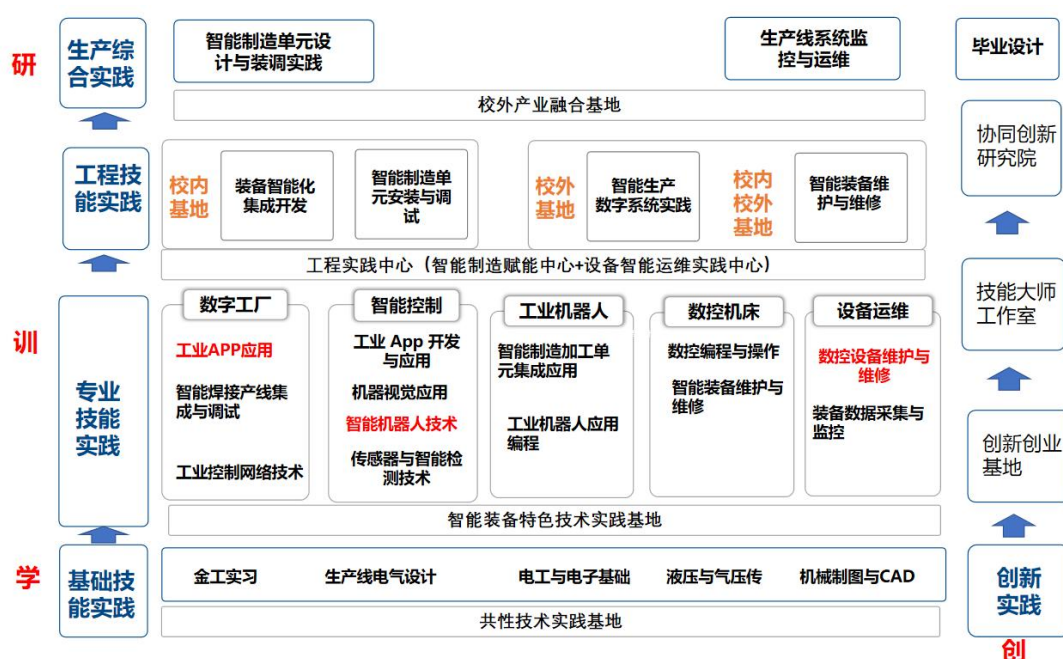 研
生产综
合实践
智能制造单元设
计与装调实践
生产线系统监
控与运维
毕业设计
校外产业融合基地
工程技
能实践
校内
基地
装备智能化
集成开发
智能制造单
元安装与调
试
校外
基地
智能生产
数字系统实践
校内
校外
基地
智能装备维
护与维修
协同创新
研究院
工程实践中心（智能制造赋能中心+设备智能运维实践中心）
训
专业
技能
实践
数字工厂
工业APP应用
智能焊接产线集
成与调试
工业控制网络技术
智能控制
工业 App 开发
与应用
机器视觉应用
智能机器人技术
传感器与智能检
测技术
工业机器人
智能制造加工单
元集成应用
工业机器人应用
编程
数控机床
数控编程与操作
智能装备维护与
维修
设备运维
数控设备维护与
维修
装备数据采集与
监控
技能大师
工作室
创新创业
基地
智能装备特色技术实践基地
学
基础技
能实践
金工实习
生产线电气设计
电工与电子基础
液压与气压传
机械制图与CAD
共性技术实践基地
创新
实践
创